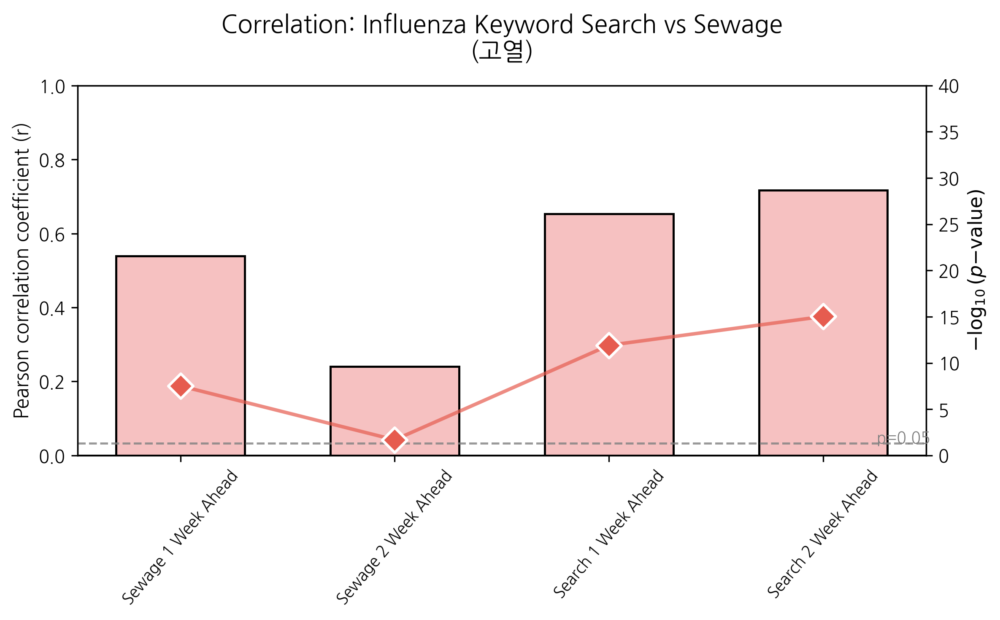 Correlation: Influenza Keyword Search vs Sewage
(고열)
Pearson correlation coefficient (r)
1.0
0.8
0.6
0.4
0.2
0.0
40
35
30
25
20
15
10
5
0
−log₁₀(p−value)
p=0.05
Sewage 1 Week Ahead
Sewage 2 Week Ahead
Search 1 Week Ahead
Search 2 Week Ahead